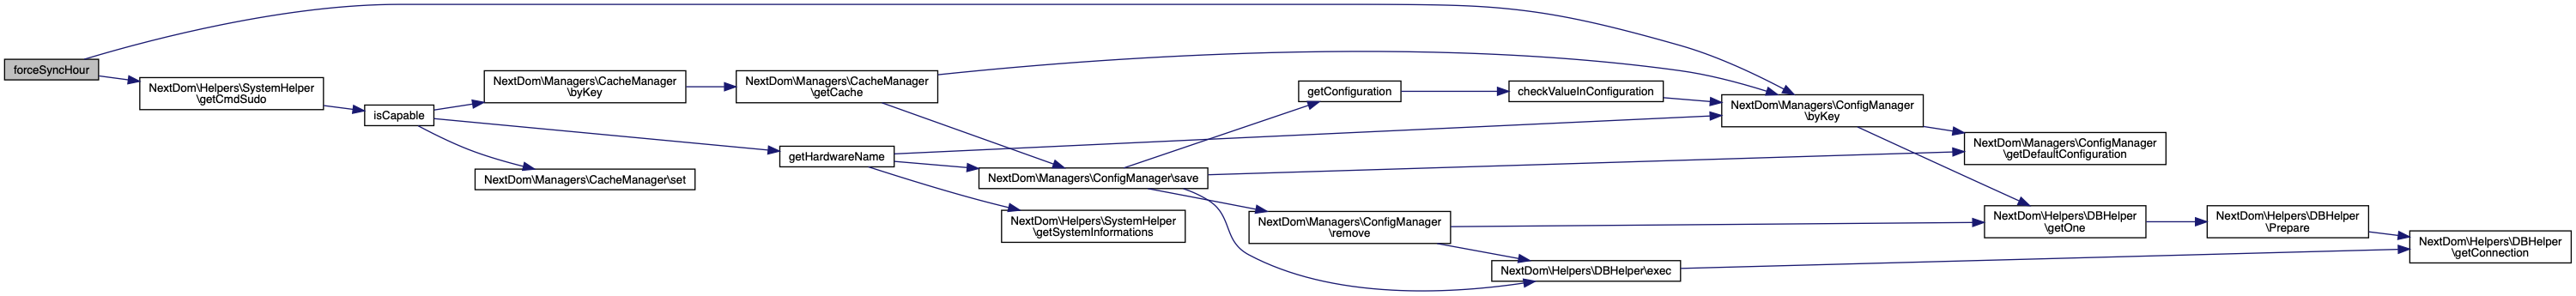 forceSyncHour
NextDom\Helpers\SystemHelper
\getCmdSudo
isCapable
NextDom\Managers\CacheManager
\byKey
NextDom\Managers\CacheManager\set
NextDom\Managers\CacheManager
\getCache
getHardwareName
NextDom\Managers\ConfigManager\save
NextDom\Helpers\SystemHelper
\getSystemInformations
getConfiguration
NextDom\Managers\ConfigManager
\remove
checkValueInConfiguration
NextDom\Helpers\DBHelper\exec
NextDom\Managers\ConfigManager
\byKey
NextDom\Managers\ConfigManager
\getDefaultConfiguration
NextDom\Helpers\DBHelper
\getOne
NextDom\Helpers\DBHelper
\Prepare
NextDom\Helpers\DBHelper
\getConnection